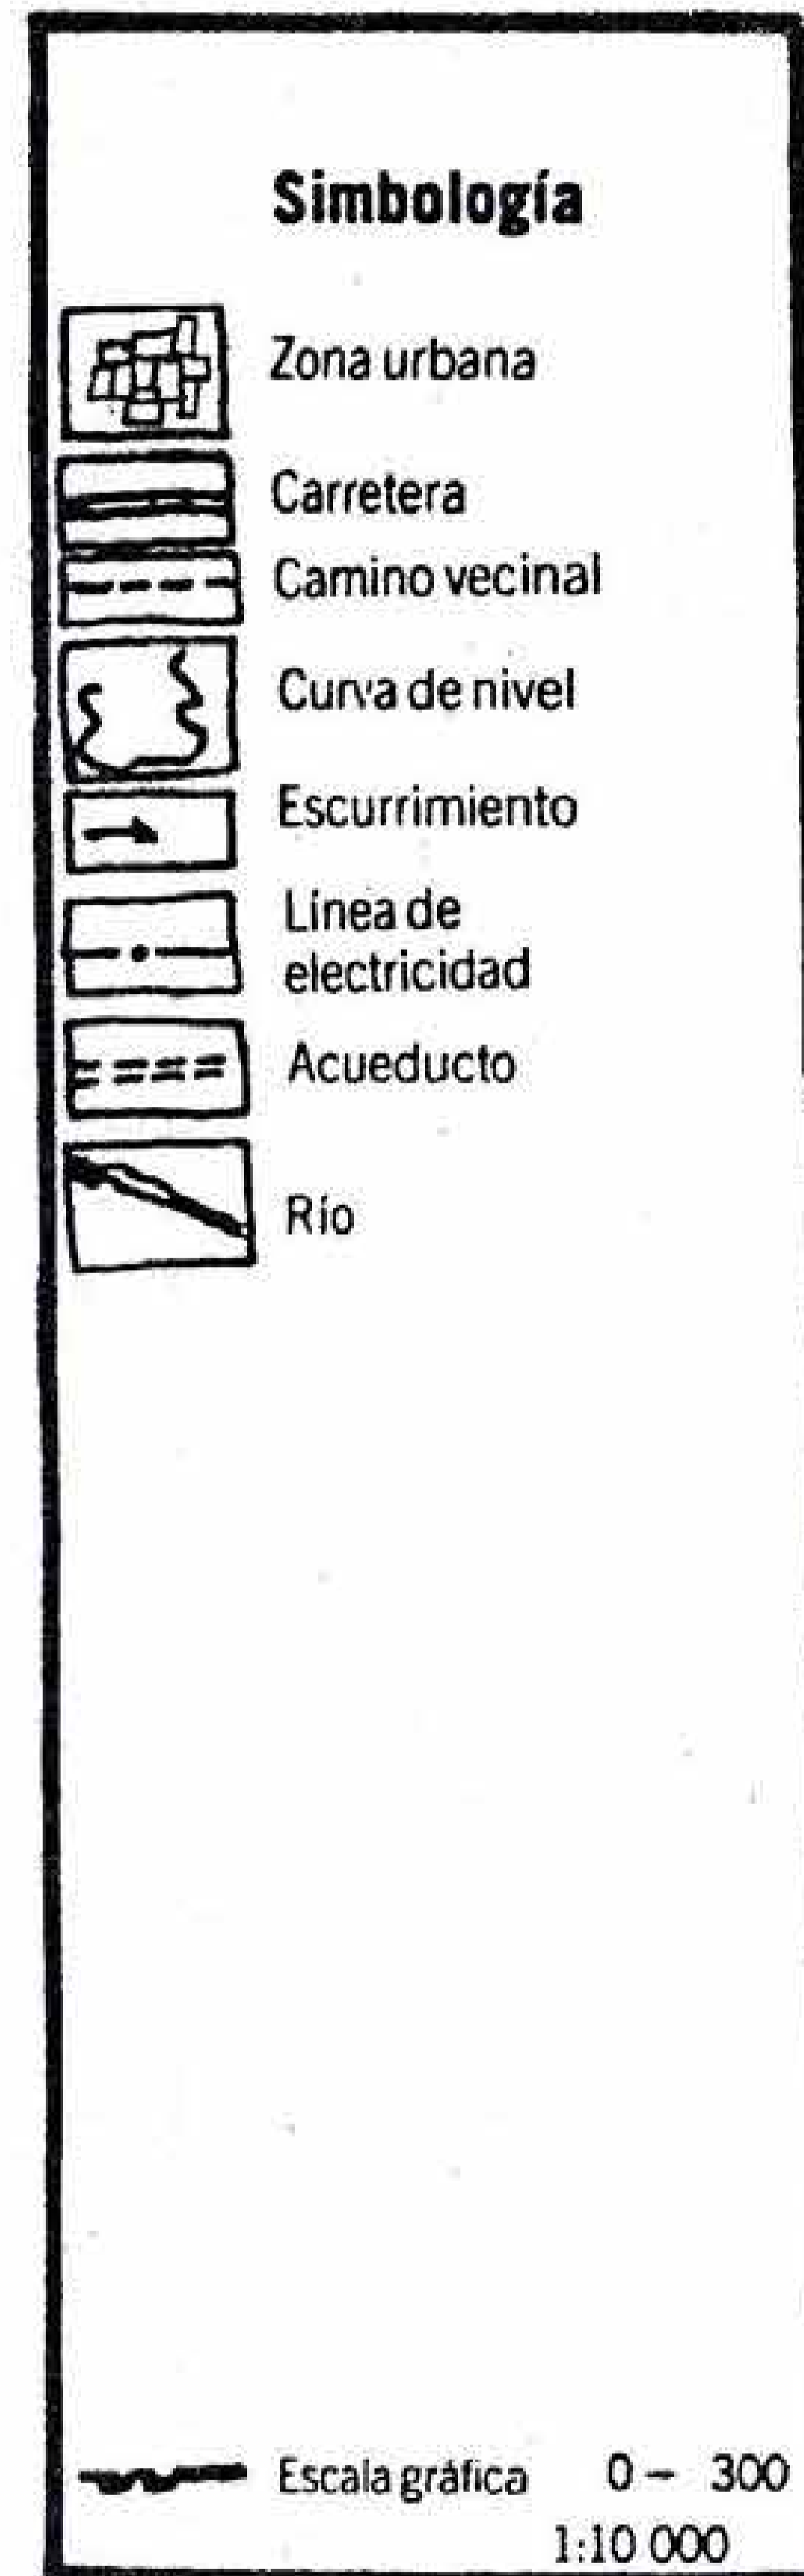 Simbología
Zona urbana
Carretera
Camino vecinal
Curva de nivel
Escurrimiento
Línea de
electricidad
Acueducto
Río
Escala gráfica 0 – 300
1:10 000